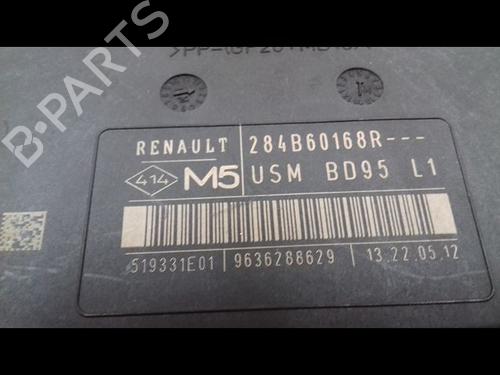 RENAULT 284B60168R---
414 M5 USM BD95 L1
519331E01 9636288629 13.22.05.12
B-PARTS